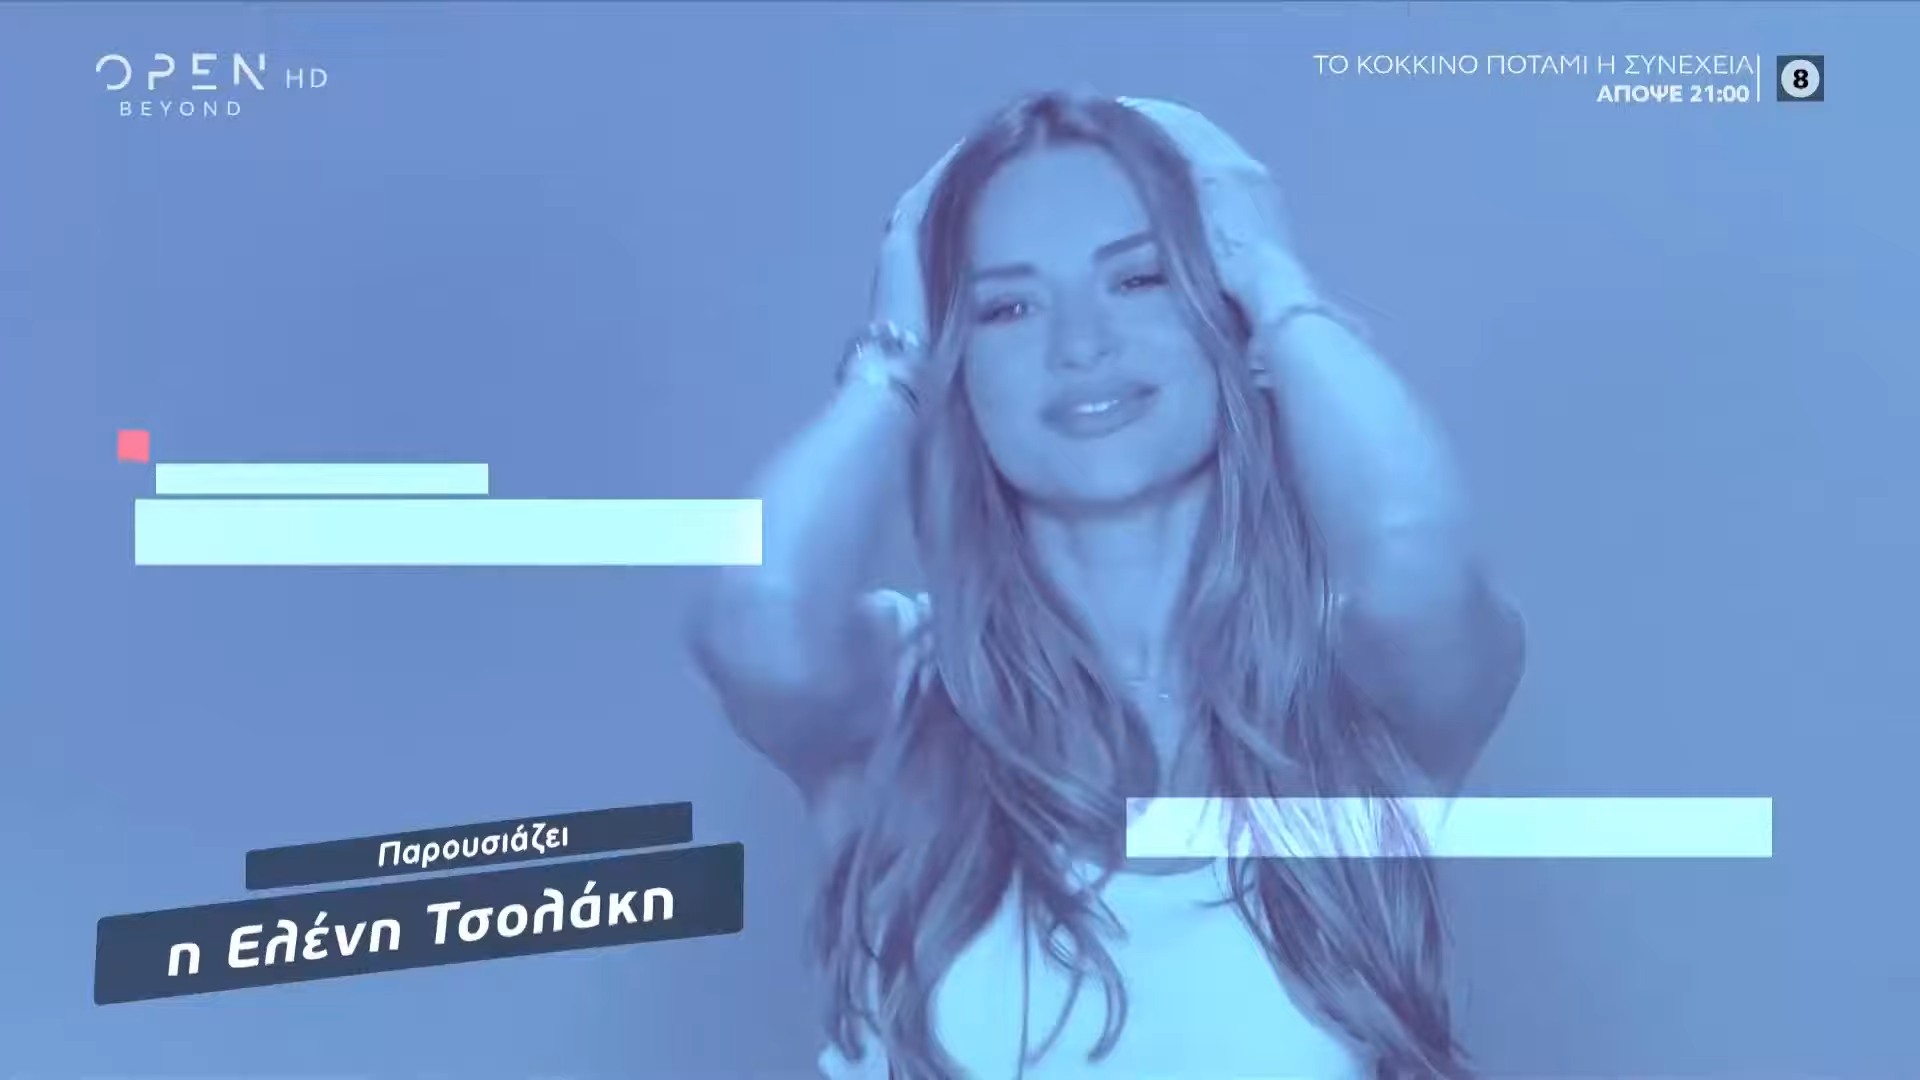 OPEN HD
BEYOND
ΤΟ ΚΟΚΚΙΝΟ ΠΟΤΑΜΙ Η ΣΥΝΕΧΕΙΑ
ΑΠΟΨΕ 21:00
8
Παρουσιάζει
η Ελένη Τσολάκη